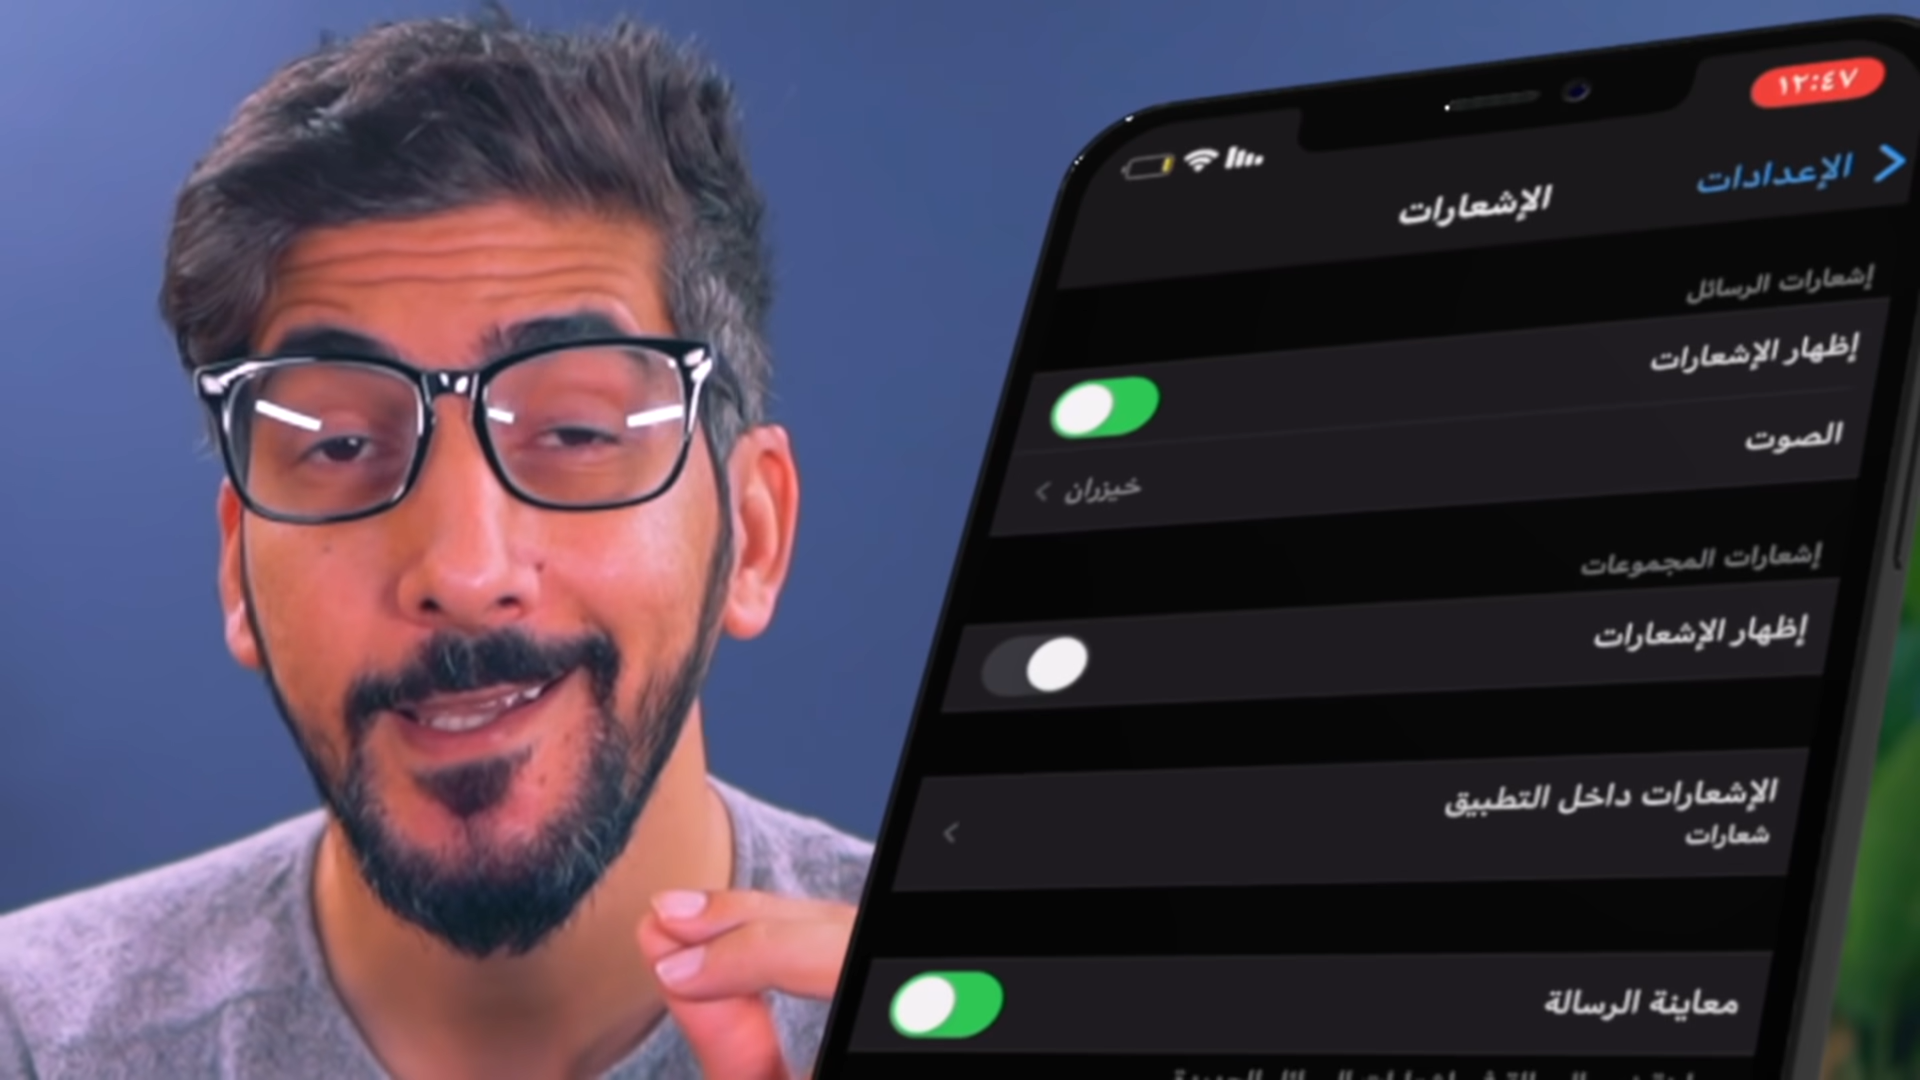 ١٢:٤٧
الإعدادات
الإشعارات
إشعارات الرسائل
إظهار الإشعارات
الصوت
خيزران
إشعارات المجموعات
إظهار الإشعارات
الإشعارات داخل التطبيق
شعارات
معاينة الرسالة